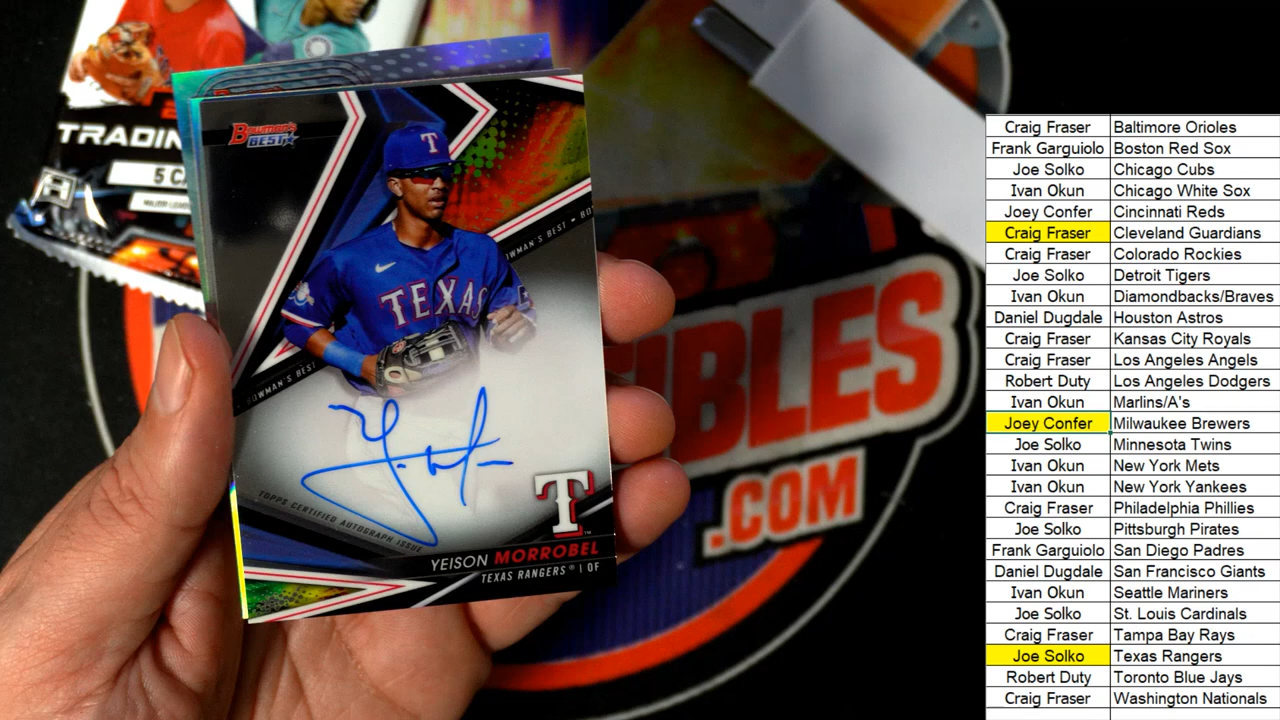 TRADIN
5 CA
Bowman's
BEST
T
TEXAS
BOWMAN'S BEST
BOWMAN'S BEST • BO
TOPPS CERTIFIED AUTOGRAPH ISSUE
T
YEISON MORROBEL
TEXAS RANGERS | OF
IBLES
.COM
Craig Fraser Baltimore Orioles
Frank Garguiolo Boston Red Sox
Joe Solko Chicago Cubs
Ivan Okun Chicago White Sox
Joey Confer Cincinnati Reds
Craig Fraser Cleveland Guardians
Craig Fraser Colorado Rockies
Joe Solko Detroit Tigers
Ivan Okun Diamondbacks/Braves
Daniel Dugdale Houston Astros
Craig Fraser Kansas City Royals
Craig Fraser Los Angeles Angels
Robert Duty Los Angeles Dodgers
Ivan Okun Marlins/A's
Joey Confer Milwaukee Brewers
Joe Solko Minnesota Twins
Ivan Okun New York Mets
Ivan Okun New York Yankees
Craig Fraser Philadelphia Phillies
Joe Solko Pittsburgh Pirates
Frank Garguiolo San Diego Padres
Daniel Dugdale San Francisco Giants
Ivan Okun Seattle Mariners
Joe Solko St. Louis Cardinals
Craig Fraser Tampa Bay Rays
Joe Solko Texas Rangers
Robert Duty Toronto Blue Jays
Craig Fraser Washington Nationals